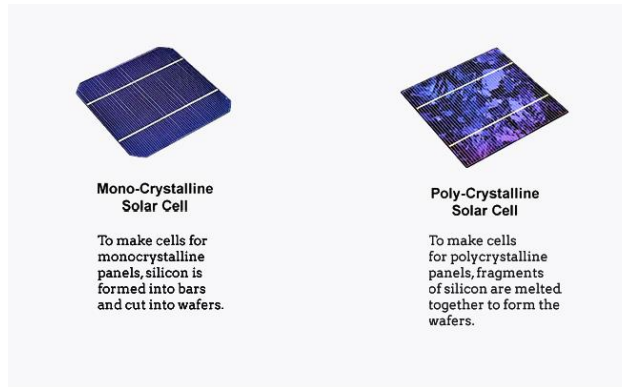 Mono-Crystalline
Solar Cell
To make cells for
monocrystalline
panels, silicon is
formed into bars
and cut into wafers.
Poly-Crystalline
Solar Cell
To make cells
for polycrystalline
panels, fragments
of silicon are melted
together to form the
wafers.